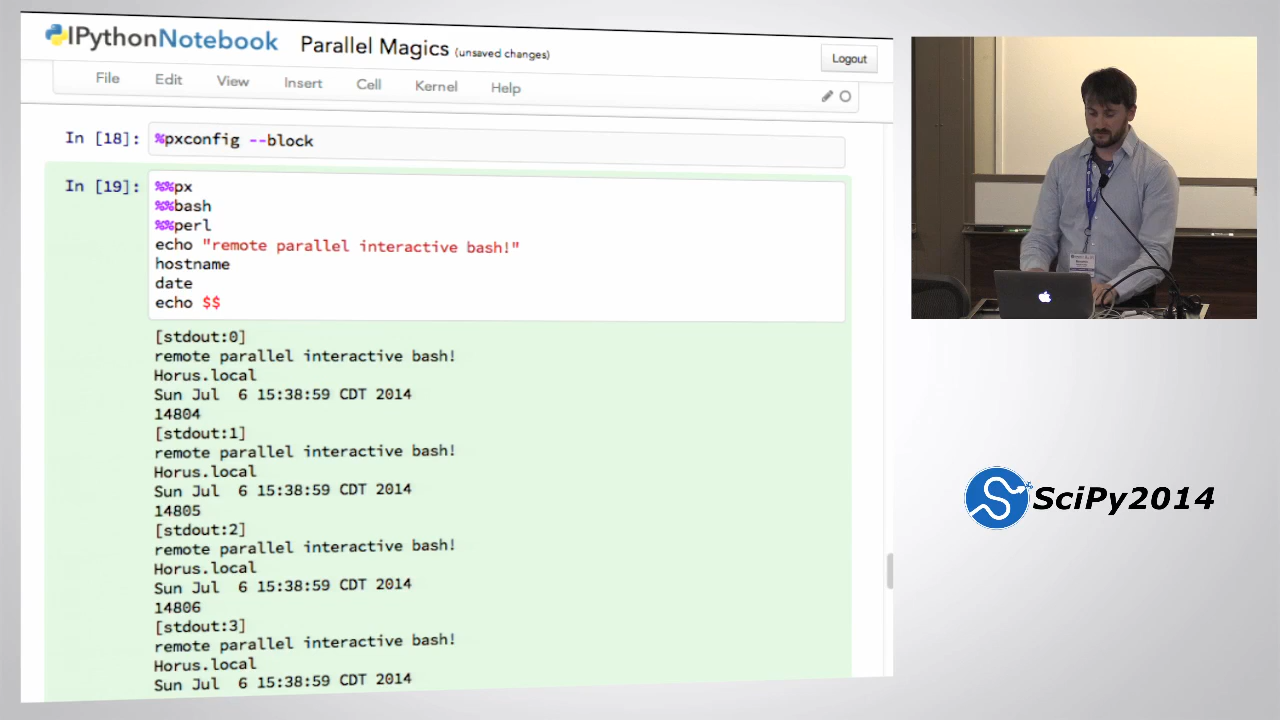 IPythonNotebook Parallel Magics (unsaved changes) Logout
File Edit View Insert Cell Kernel Help
In [18]: %pxconfig --block
In [19]: %%px
%%bash
%%perl
echo "remote parallel interactive bash!"
hostname
date
echo $$
[stdout:0]
remote parallel interactive bash!
Horus.local
Sun Jul  6 15:38:59 CDT 2014
14804
[stdout:1]
remote parallel interactive bash!
Horus.local
Sun Jul  6 15:38:59 CDT 2014
14805
[stdout:2]
remote parallel interactive bash!
Horus.local
Sun Jul  6 15:38:59 CDT 2014
14806
[stdout:3]
remote parallel interactive bash!
Horus.local
Sun Jul  6 15:38:59 CDT 2014
SciPy2014